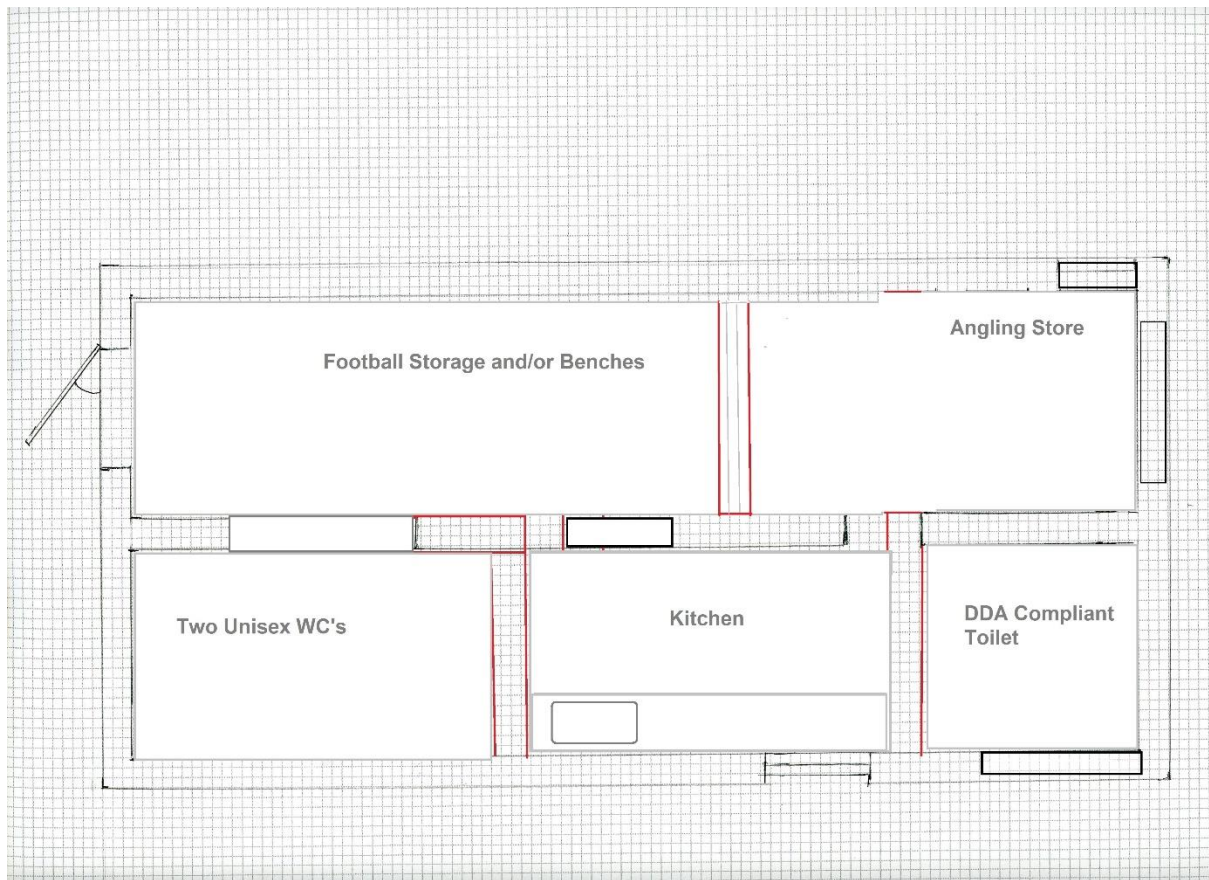 Angling Store
Football Storage and/or Benches
Two Unisex WC's
Kitchen
DDA Compliant
Toilet